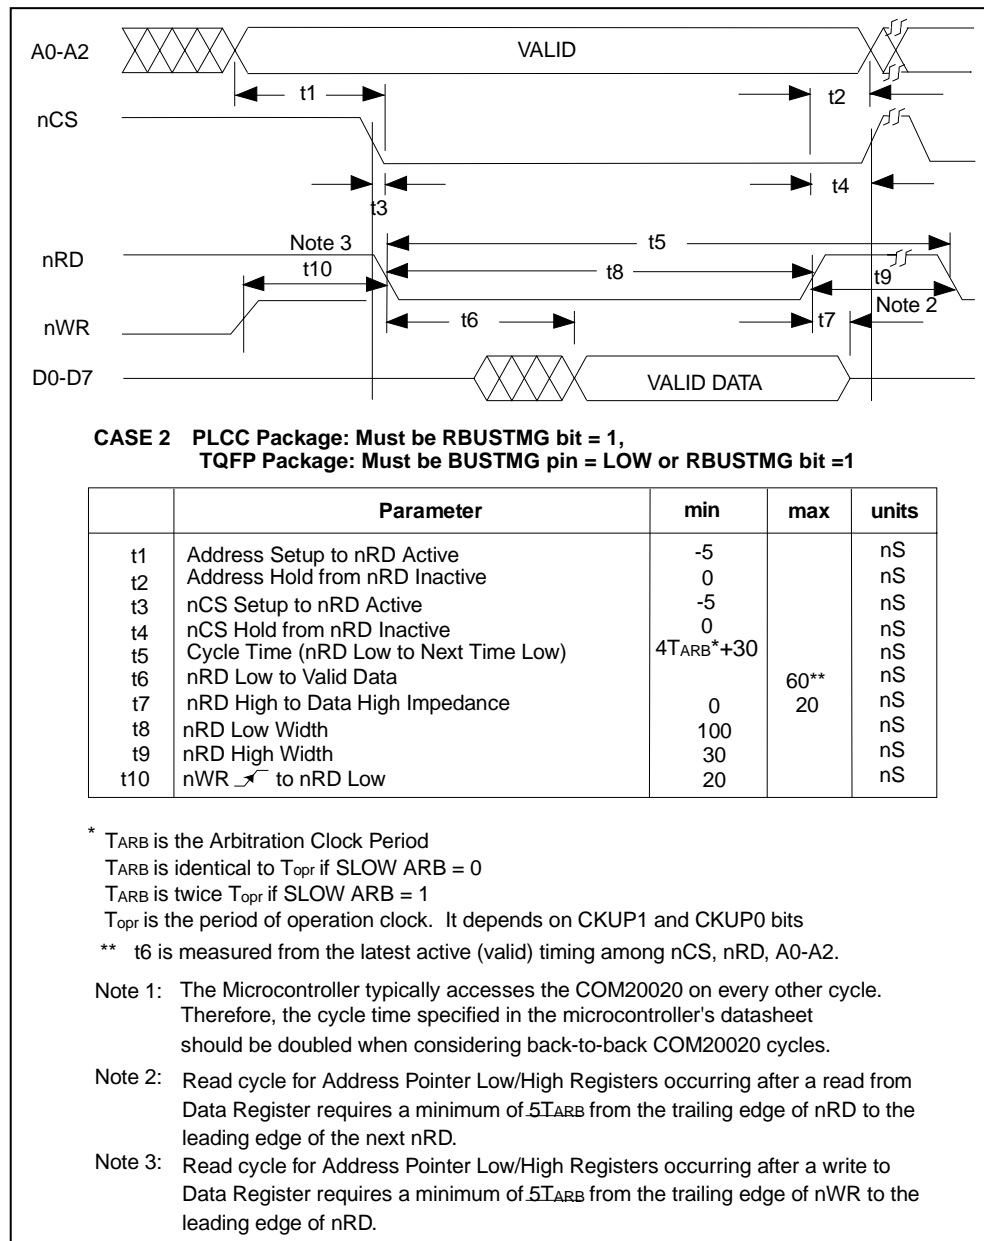 A0-A2
VALID
t1
t2
nCS
t3
t4
nRD
Note 3
t5
t10
t8
t9
Note 2
nWR
t6
t7
D0-D7
VALID DATA
CASE 2 PLCC Package: Must be RBUSTMG bit = 1,
TQFP Package: Must be BUSTMG pin = LOW or RBUSTMG bit =1
Parameter min max units
t1 Address Setup to nRD Active -5 nS
t2 Address Hold from nRD Inactive 0 nS
t3 nCS Setup to nRD Active -5 nS
t4 nCS Hold from nRD Inactive 0 nS
t5 Cycle Time (nRD Low to Next Time Low) 4TARB*+30 nS
t6 nRD Low to Valid Data 60** nS
t7 nRD High to Data High Impedance 0 20 nS
t8 nRD Low Width 100 nS
t9 nRD High Width 30 nS
t10 nWR to nRD Low 20 nS
* TARB is the Arbitration Clock Period
TARB is identical to Topr if SLOW ARB = 0
TARB is twice Topr if SLOW ARB = 1
Topr is the period of operation clock. It depends on CKUP1 and CKUP0 bits
** t6 is measured from the latest active (valid) timing among nCS, nRD, A0-A2.
Note 1: The Microcontroller typically accesses the COM20020 on every other cycle.
Therefore, the cycle time specified in the microcontroller's datasheet
should be doubled when considering back-to-back COM20020 cycles.
Note 2: Read cycle for Address Pointer Low/High Registers occurring after a read from
Data Register requires a minimum of 5TARB from the trailing edge of nRD to the
leading edge of the next nRD.
Note 3: Read cycle for Address Pointer Low/High Registers occurring after a write to
Data Register requires a minimum of 5TARB from the trailing edge of nWR to the
leading edge of nRD.